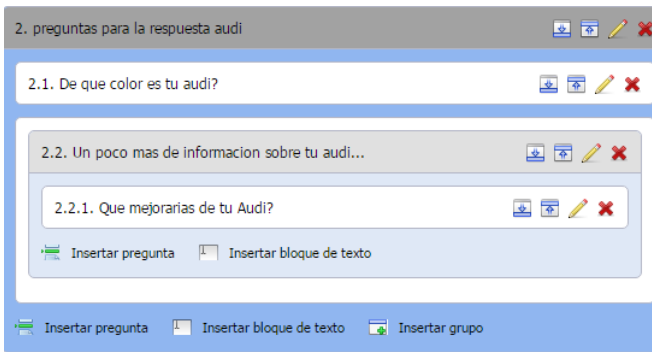 2. preguntas para la respuesta audi
2.1. De que color es tu audi?
2.2. Un poco mas de informacion sobre tu audi...
2.2.1. Que mejorarias de tu Audi?
Insertar pregunta Insertar bloque de texto
Insertar pregunta Insertar bloque de texto Insertar grupo